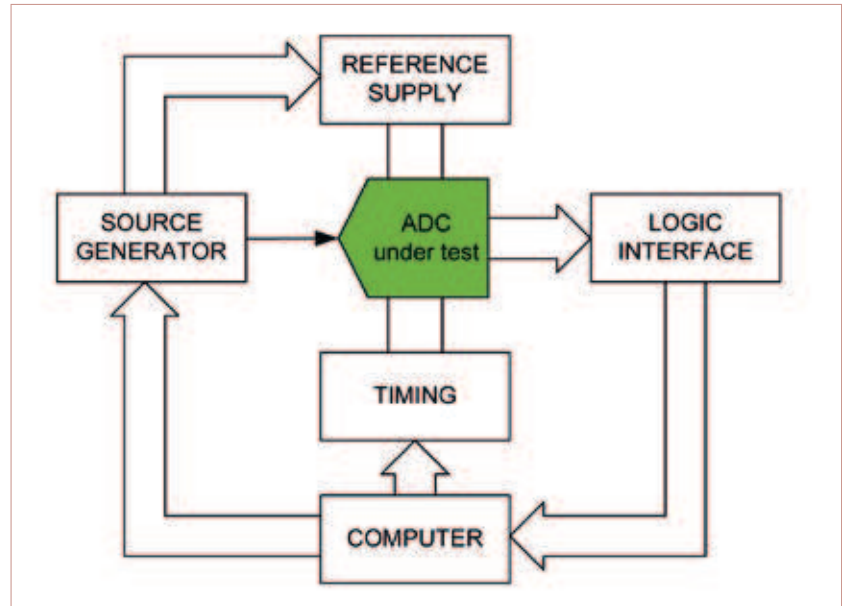 REFERENCE
SUPPLY
SOURCE
GENERATOR
ADC
under test
LOGIC
INTERFACE
TIMING
COMPUTER